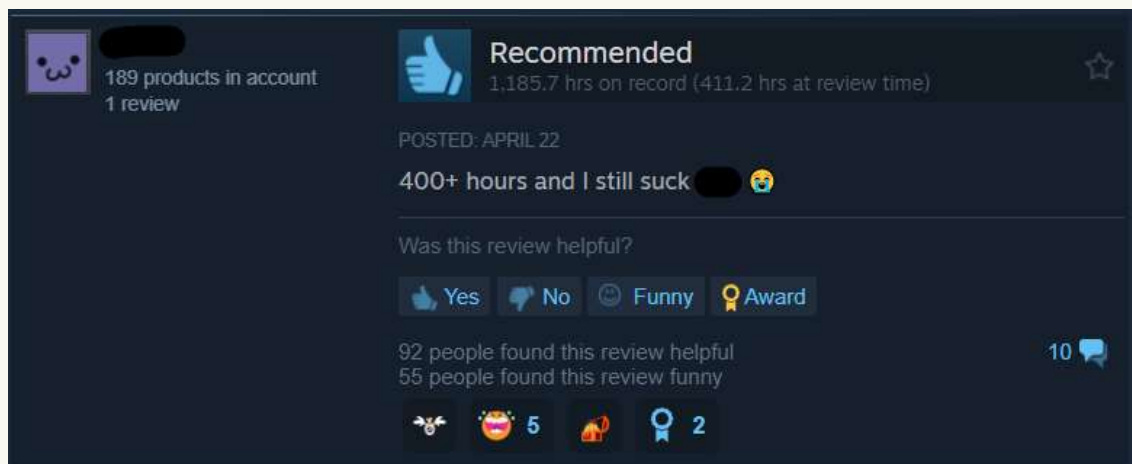 189 products in account
1 review
Recommended
1,185.7 hrs on record (411.2 hrs at review time)
POSTED: APRIL 22
400+ hours and I still suck 😭
Was this review helpful?
Yes No Funny Award
92 people found this review helpful
10
55 people found this review funny
5 2